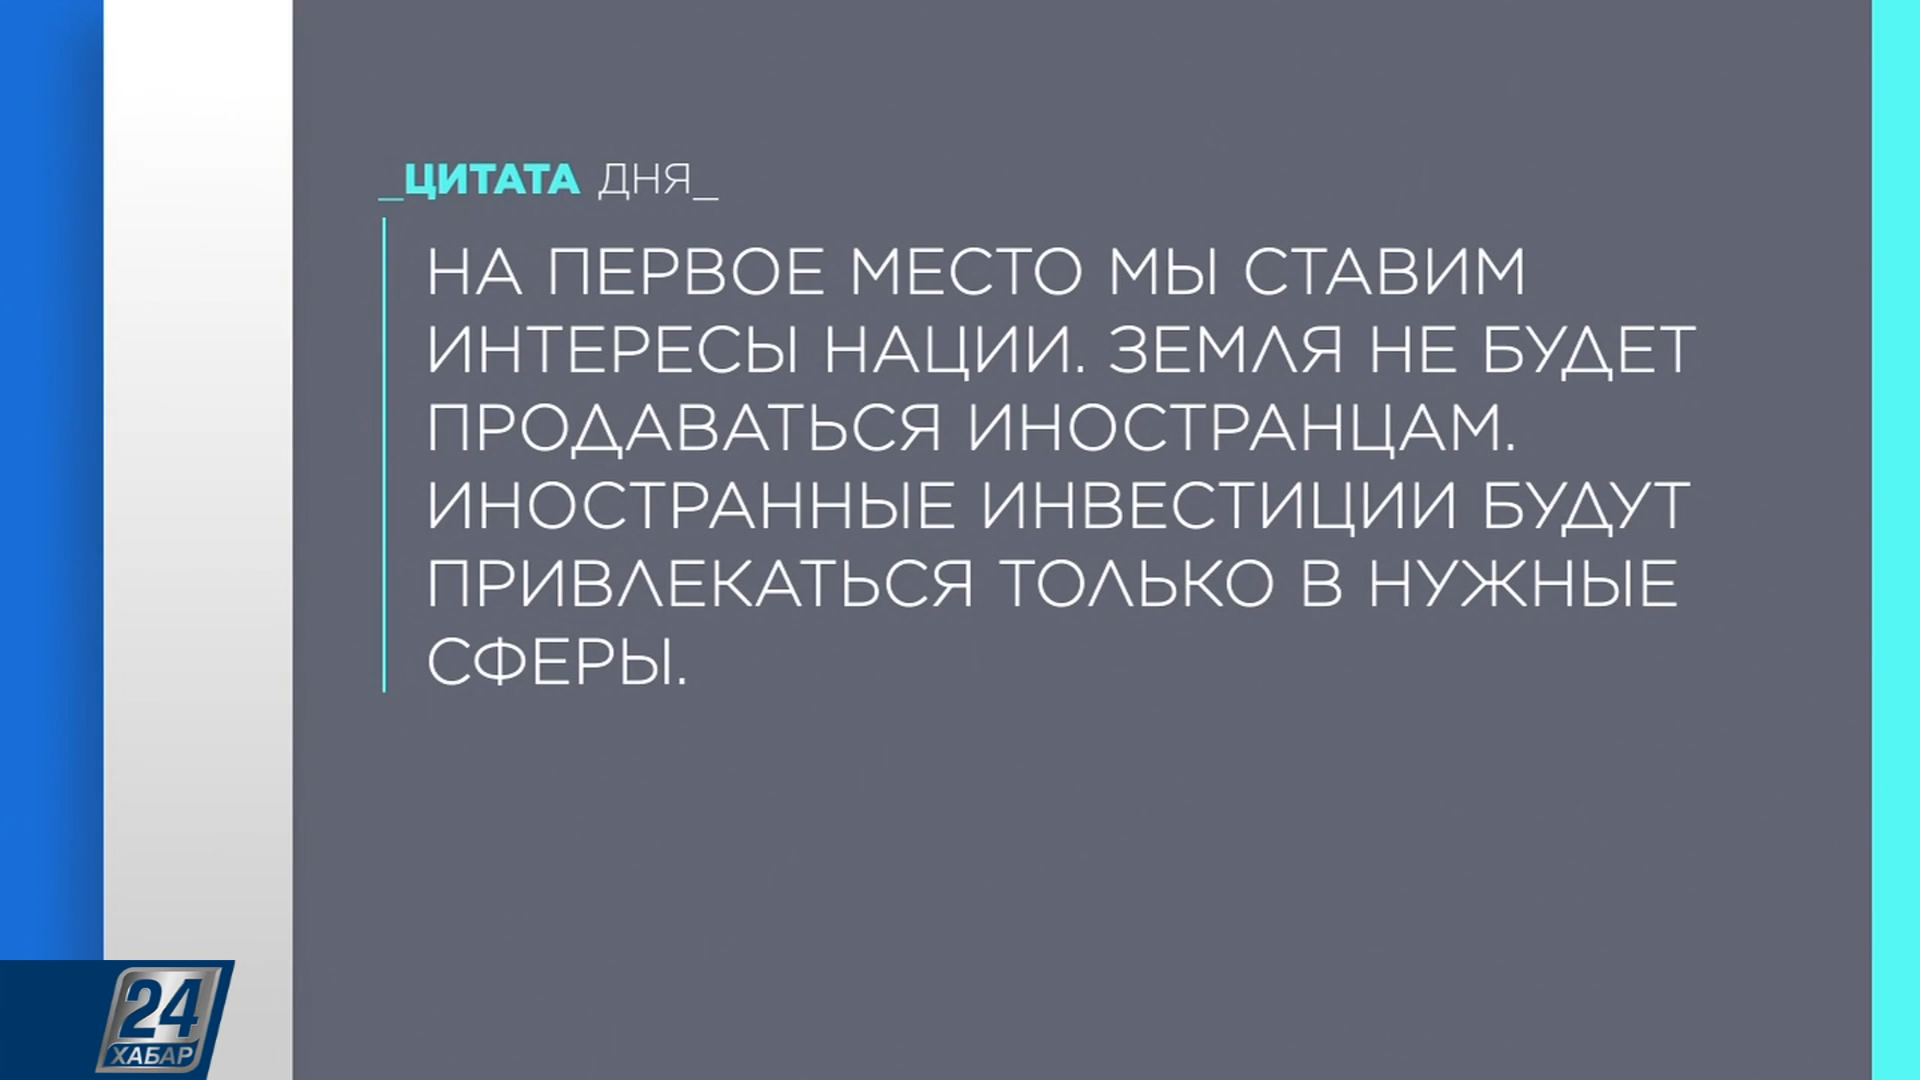 _ЦИТАТА ДНЯ_
НА ПЕРВОЕ МЕСТО МЫ СТАВИМ
ИНТЕРЕСЫ НАЦИИ. ЗЕМЛЯ НЕ БУДЕТ
ПРОДАВАТЬСЯ ИНОСТРАНЦАМ.
ИНОСТРАННЫЕ ИНВЕСТИЦИИ БУДУТ
ПРИВЛЕКАТЬСЯ ТОЛЬКО В НУЖНЫЕ
СФЕРЫ.
24
ХАБАР